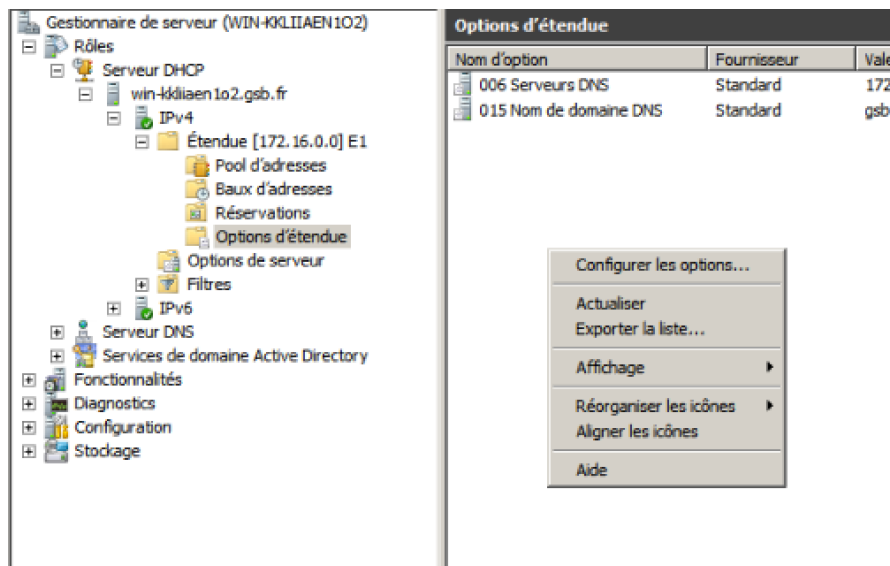 Gestionnaire de serveur (WIN-KKLIIAEN1O2)
Rôles
Serveur DHCP
win-kkliiaen1o2.gsb.fr
IPv4
Étendue [172.16.0.0] E1
Pool d'adresses
Baux d'adresses
Réservations
Options d'étendue
Options de serveur
Filtres
IPv6
Serveur DNS
Services de domaine Active Directory
Fonctionnalités
Diagnostics
Configuration
Stockage
Options d'étendue
Nom d'option Fournisseur Vale
006 Serveurs DNS Standard 172
015 Nom de domaine DNS Standard gsb
Configurer les options...
Actualiser
Exporter la liste...
Affichage
Réorganiser les icônes
Aligner les icônes
Aide